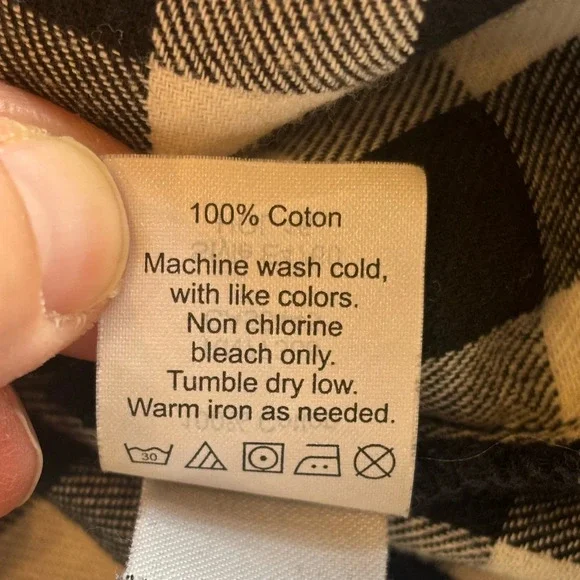 100% Coton
Machine wash cold,
with like colors.
Non chlorine
bleach only.
Tumble dry low.
Warm iron as needed.
30